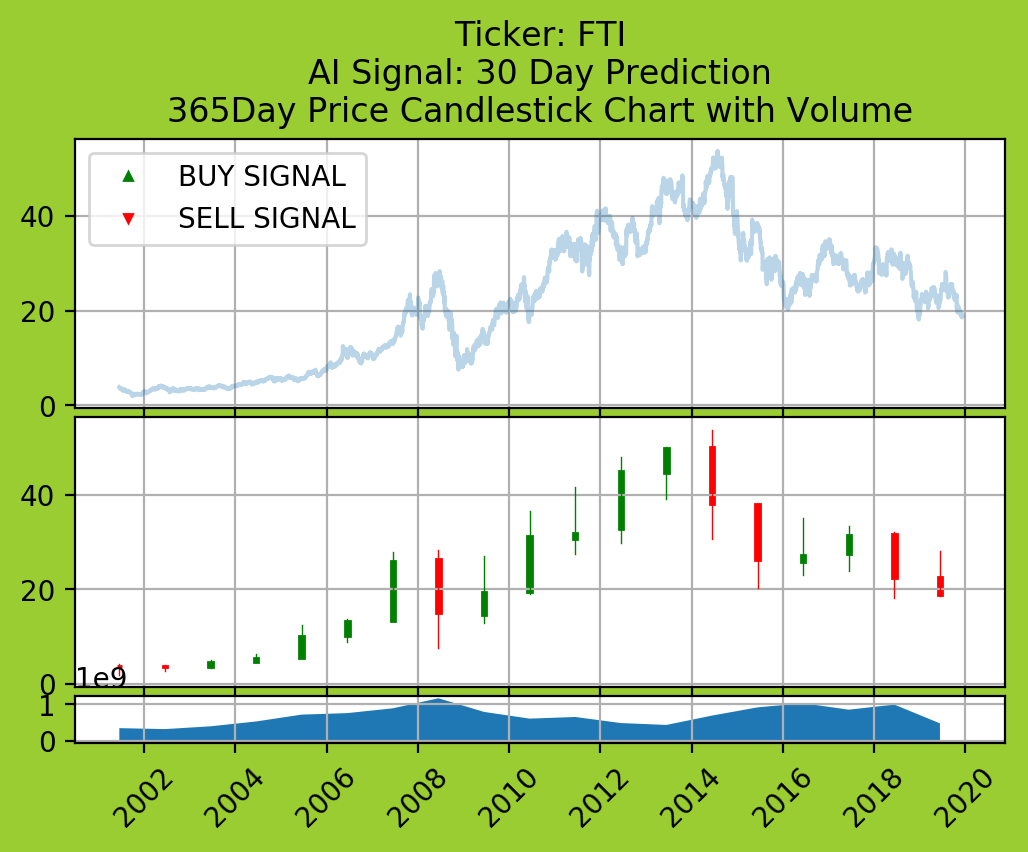 Ticker: FTI
AI Signal: 30 Day Prediction
365Day Price Candlestick Chart with Volume
BUY SIGNAL
SELL SIGNAL
40
20
0
40
20
0
1e9
1
0
2002 2004 2006 2008 2010 2012 2014 2016 2018 2020